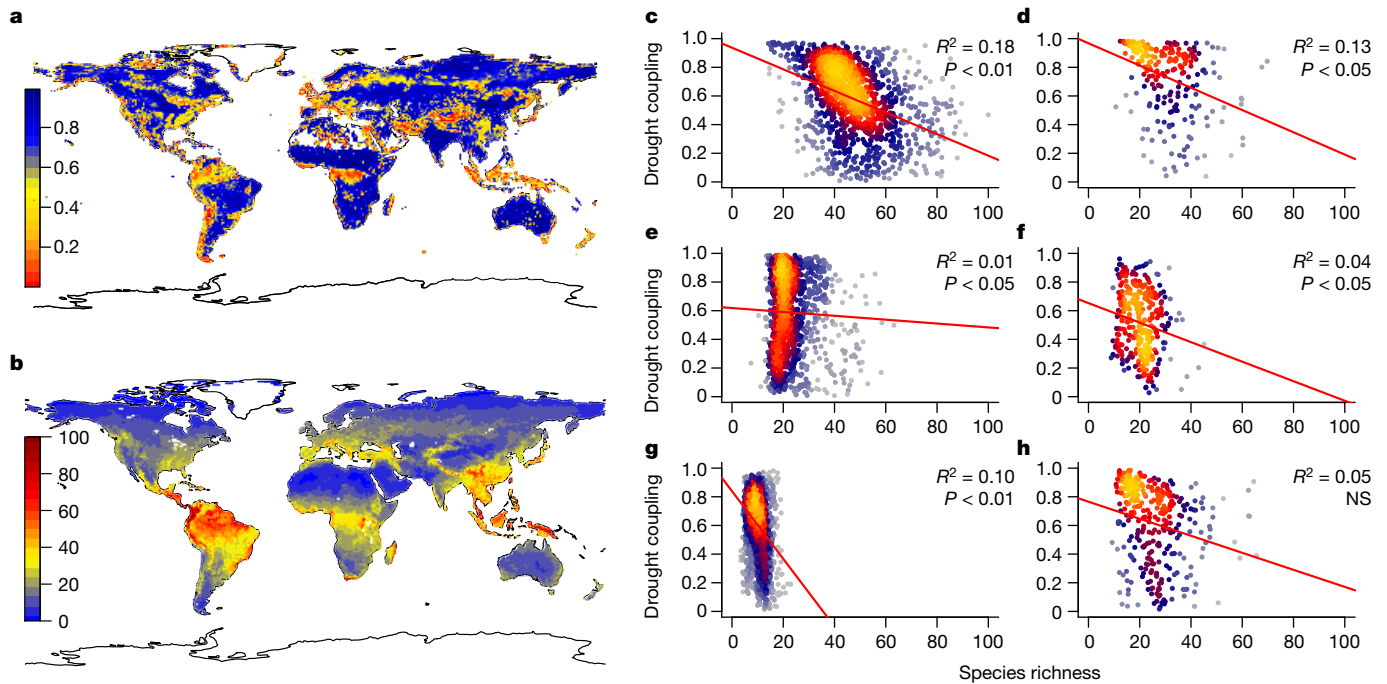 a
0.8
0.6
0.4
0.2
b
100
80
60
40
20
0
c
R² = 0.18
P < 0.01
Drought coupling
1.0
0.8
0.6
0.4
0.2
0
0 20 40 60 80 100
d
R² = 0.13
P < 0.05
1.0
0.8
0.6
0.4
0.2
0
0 20 40 60 80 100
e
R² = 0.01
P < 0.05
Drought coupling
1.0
0.8
0.6
0.4
0.2
0
0 20 40 60 80 100
f
R² = 0.04
P < 0.05
1.0
0.8
0.6
0.4
0.2
0
0 20 40 60 80 100
g
R² = 0.10
P < 0.01
Drought coupling
1.0
0.8
0.6
0.4
0.2
0
0 20 40 60 80 100
h
R² = 0.05
NS
1.0
0.8
0.6
0.4
0.2
0
0 20 40 60 80 100
Species richness